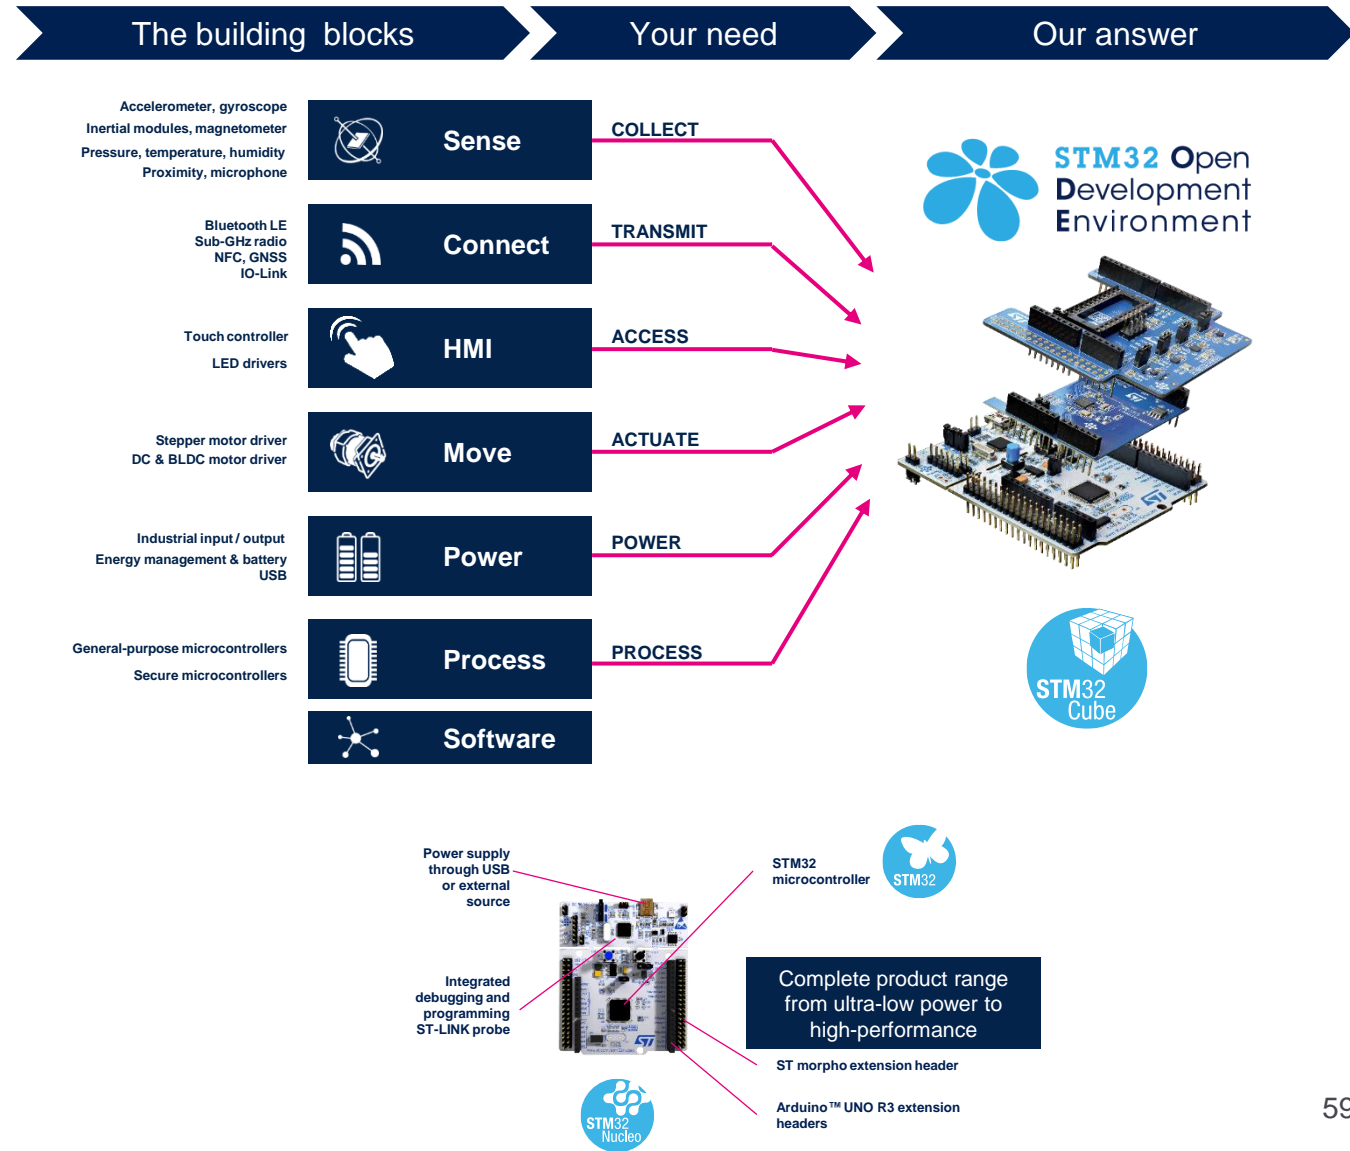 The building blocks
Your need
Our answer
Accelerometer, gyroscope
Inertial modules, magnetometer
Pressure, temperature, humidity
Proximity, microphone
Sense
COLLECT
Bluetooth LE
Sub-GHz radio
NFC, GNSS
IO-Link
Connect
TRANSMIT
Touch controller
LED drivers
HMI
ACCESS
Stepper motor driver
DC & BLDC motor driver
Move
ACTUATE
Industrial input / output
Energy management & battery
USB
Power
POWER
General-purpose microcontrollers
Secure microcontrollers
Process
PROCESS
Software
STM32 Open
Development
Environment
STM32
Cube
Power supply
through USB
or external
source
STM32
microcontroller
STM32
Integrated
debugging and
programming
ST-LINK probe
Complete product range
from ultra-low power to
high-performance
ST morpho extension header
Arduino™ UNO R3 extension
headers
STM32
Nucleo
59